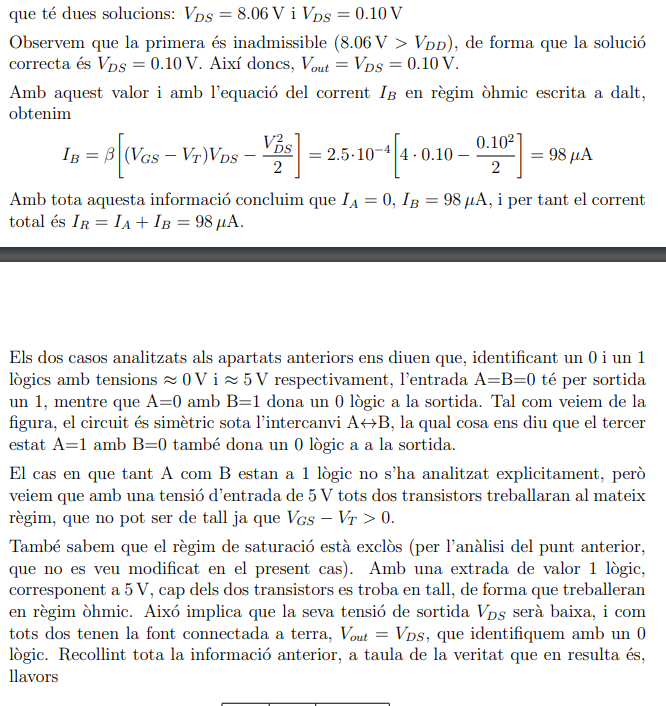 que té dues solucions: V_{DS} = 8.06 V i V_{DS} = 0.10 V
Observem que la primera és inadmissible (8.06 V > V_{DD}), de forma que la solució
correcta és V_{DS} = 0.10 V. Així doncs, V_{out} = V_{DS} = 0.10 V.
Amb aquest valor i amb l'equació del corrent I_B en règim òhmic escrita a dalt,
obtenim
I_B = β[(V_{GS} − V_T)V_{DS} − V_{DS}^2/2] = 2.5·10^{−4}[4 · 0.10 − 0.10^2/2] = 98 μA
Amb tota aquesta informació concluim que I_A = 0, I_B = 98 μA, i per tant el corrent
total és I_R = I_A + I_B = 98 μA.
Els dos casos analitzats als apartats anteriors ens diuen que, identificant un 0 i un 1
lògics amb tensions ≈ 0 V i ≈ 5 V respectivament, l'entrada A=B=0 té per sortida
un 1, mentre que A=0 amb B=1 dona un 0 lògic a la sortida. Tal com veiem de la
figura, el circuit és simètric sota l'intercanvi A↔B, la qual cosa ens diu que el tercer
estat A=1 amb B=0 també dona un 0 lògic a a la sortida.
El cas en que tant A com B estan a 1 lògic no s'ha analitzat explicitament, però
veiem que amb una tensió d'entrada de 5 V tots dos transistors treballaran al mateix
règim, que no pot ser de tall ja que V_{GS} − V_T > 0.
També sabem que el règim de saturació està exclòs (per l'anàlisi del punt anterior,
que no es veu modificat en el present cas). Amb una extrada de valor 1 lògic,
corresponent a 5 V, cap dels dos transistors es troba en tall, de forma que treballeran
en règim òhmic. Aixó implica que la seva tensió de sortida V_{DS} serà baixa, i com
tots dos tenen la font connectada a terra, V_{out} = V_{DS}, que identifiquem amb un 0
lògic. Recollint tota la informació anterior, a taula de la veritat que en resulta és,
llavors